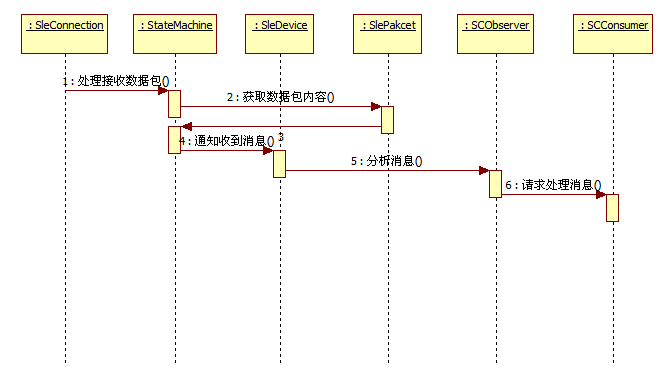 : SleConnection
: StateMachine
: SleDevice
: SlePakcet
: SCObserver
: SCConsumer
1 : 处理接收数据包()
2 : 获取数据包内容()
3
4 : 通知收到消息()
5 : 分析消息()
6 : 请求处理消息()